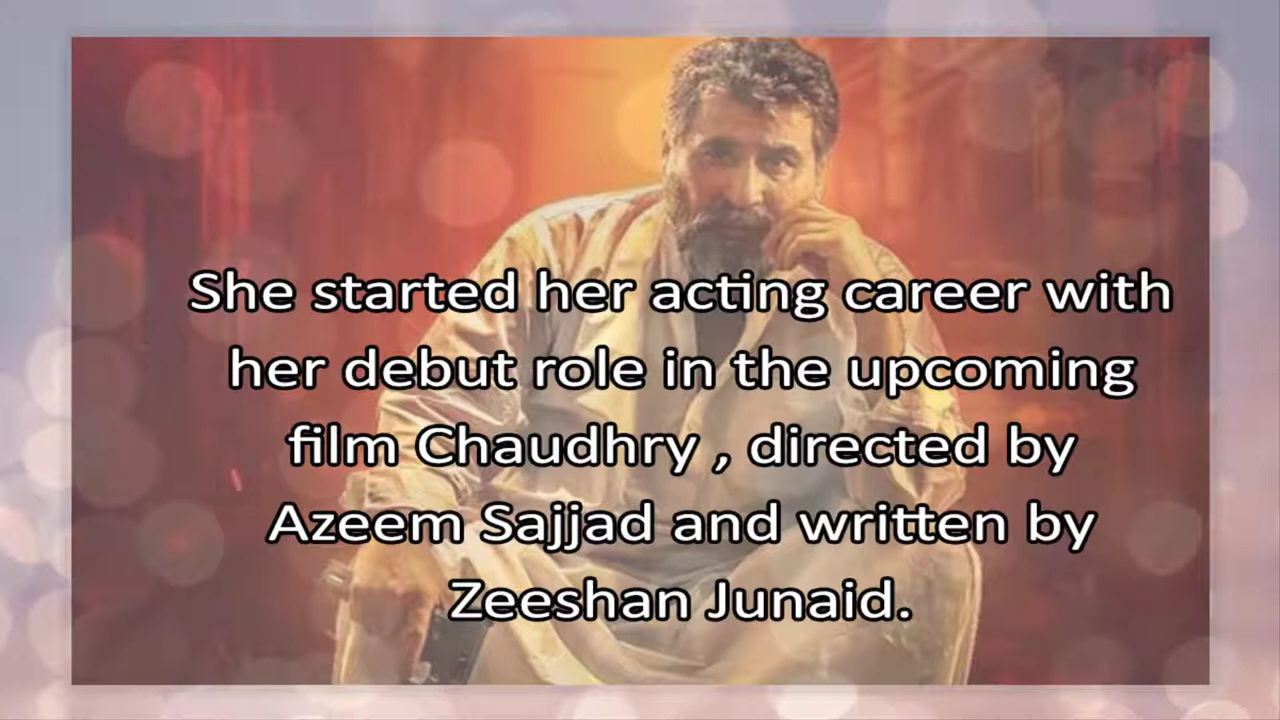 She started her acting career with
her debut role in the upcoming
film Chaudhry , directed by
Azeem Sajjad and written by
Zeeshan Junaid.